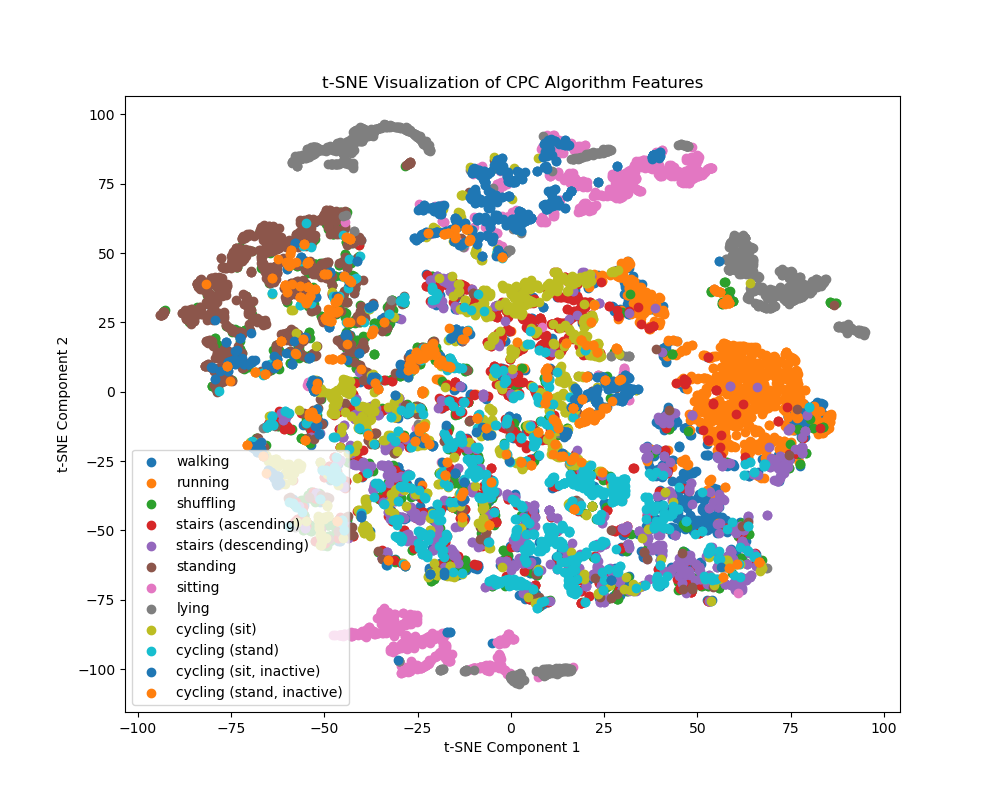 t-SNE Visualization of CPC Algorithm Features
100
75
50
25
0
−25
−50
−75
−100
t-SNE Component 2
walking
running
shuffling
stairs (ascending)
stairs (descending)
standing
sitting
lying
cycling (sit)
cycling (stand)
cycling (sit, inactive)
cycling (stand, inactive)
−100 −75 −50 −25 0 25 50 75 100
t-SNE Component 1